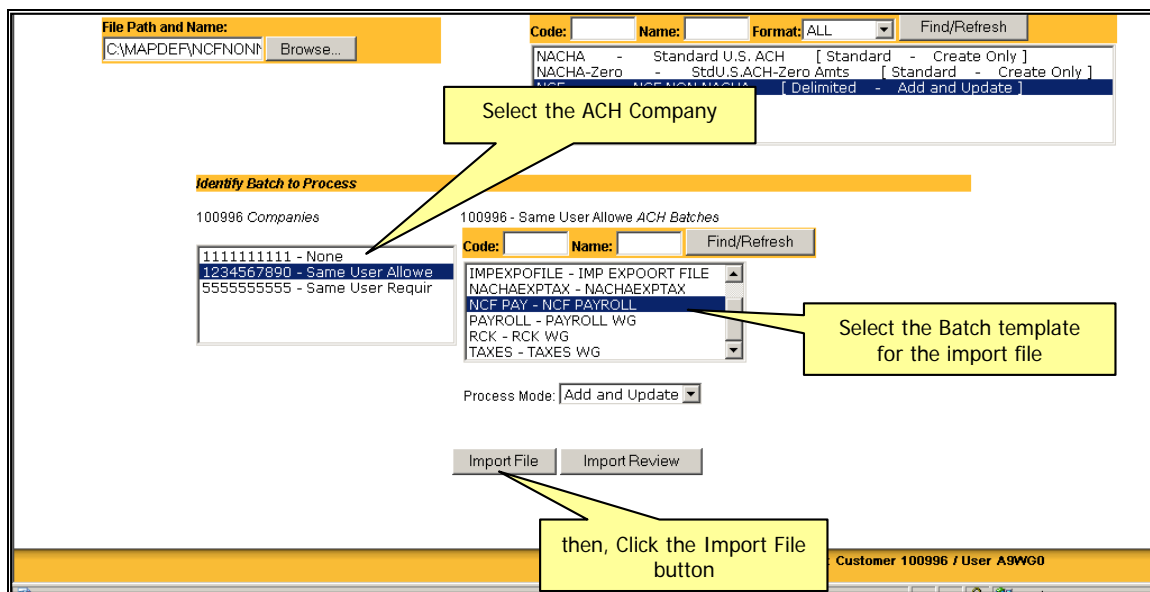 File Path and Name:
C:\MAPDEF\NCFNONN Browse...
Code: Name: Format: ALL Find/Refresh
NACHA - Standard U.S. ACH [ Standard - Create Only ]
NACHA-Zero - StdU.S.ACH-Zero Amts [ Standard - Create Only ]
NCF NCF NON NACHA [ Delimited - Add and Update ]
Select the ACH Company
Identify Batch to Process
100996 Companies
1111111111 - None
1234567890 - Same User Allowe
5555555555 - Same User Requir
100996 - Same User Allowe ACH Batches
Code: Name: Find/Refresh
IMPEXPOFILE - IMP EXPOORT FILE
NACHAEXPTAX - NACHAEXPTAX
NCF PAY - NCF PAYROLL
PAYROLL - PAYROLL WG
RCK - RCK WG
TAXES - TAXES WG
Select the Batch template
for the import file
Process Mode: Add and Update
Import File Import Review
then, Click the Import File
button
Customer 100996 / User A9WG0